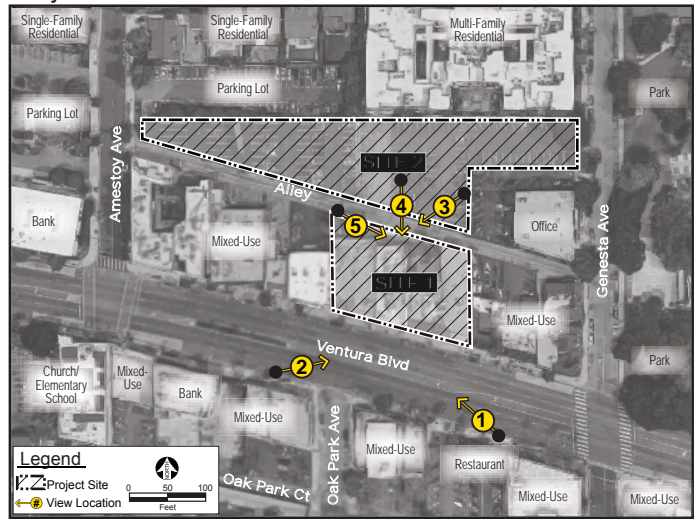 Single-Family
Residential
Single-Family
Residential
Multi-Family
Residential
Parking Lot
Park
Parking Lot
Amestoy Ave
SITE 2
Alley
3
4
5
Bank
Mixed-Use
Office
Genesta Ave
SITE 1
Mixed-Use
Ventura Blvd
2
Church/
Elementary
School
Mixed-
Use
Bank
Mixed-Use
Park
1
Oak Park Ave
Mixed-Use
Restaurant
Oak Park Ct
Mixed-Use
Mixed-Use
Legend
Project Site
# View Location
NORTH
0 50 100
Feet